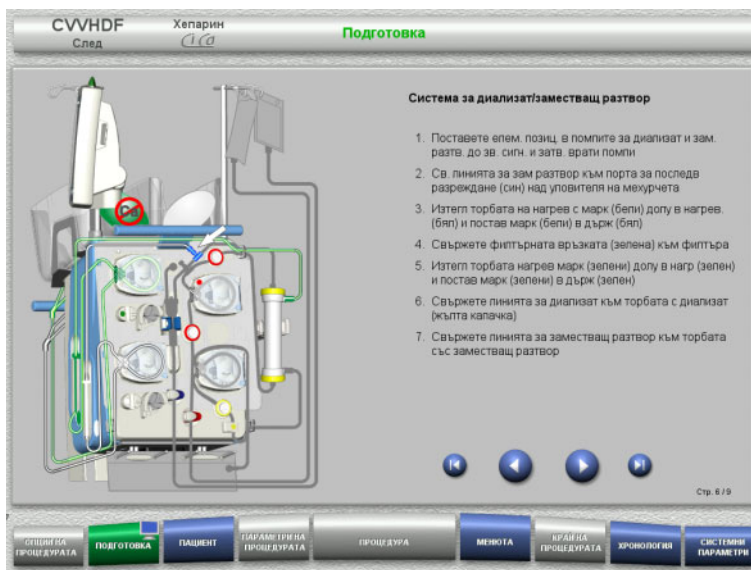 CVVHDF
След
Хепарин
Ci Ca
Подготовка
Ca
Система за диализат/заместващ разтвор
1. Поставете елем. позиц. в помпите за диализат и зам.
разтв. до зв. сигн. и затв. врати помпи
2. Св. линията за зам разтвор към порта за последв
разреждане (син) над уловителя на мехурчета
3. Изтегл торбата на нагрев с марк (бели) долу в нагрев.
(бял) и постав марк (бели) в държ (бял)
4. Свържете филтърната връзката (зелена) към филтъра
5. Изтегл торбата нагрев марк (зелени) долу в нагр (зелен)
и постав марк (зелени) в държ (зелен)
6. Свържете линията за диализат към торбата с диализат
(жълта капачка)
7. Свържете линията за заместващ разтвор към торбата
със заместващ разтвор
Стр. 6 / 9
ОПЦИИ НА
ПРОЦЕДУРАТА
ПОДГОТОВКА
ПАЦИЕНТ
ПАРАМЕТРИ НА
ПРОЦЕДУРАТА
ПРОЦЕДУРА
МЕНЮТА
КРАЙ НА
ПРОЦЕДУРАТА
ХРОНОЛОГИЯ
СИСТЕМНИ
ПАРАМЕТРИ